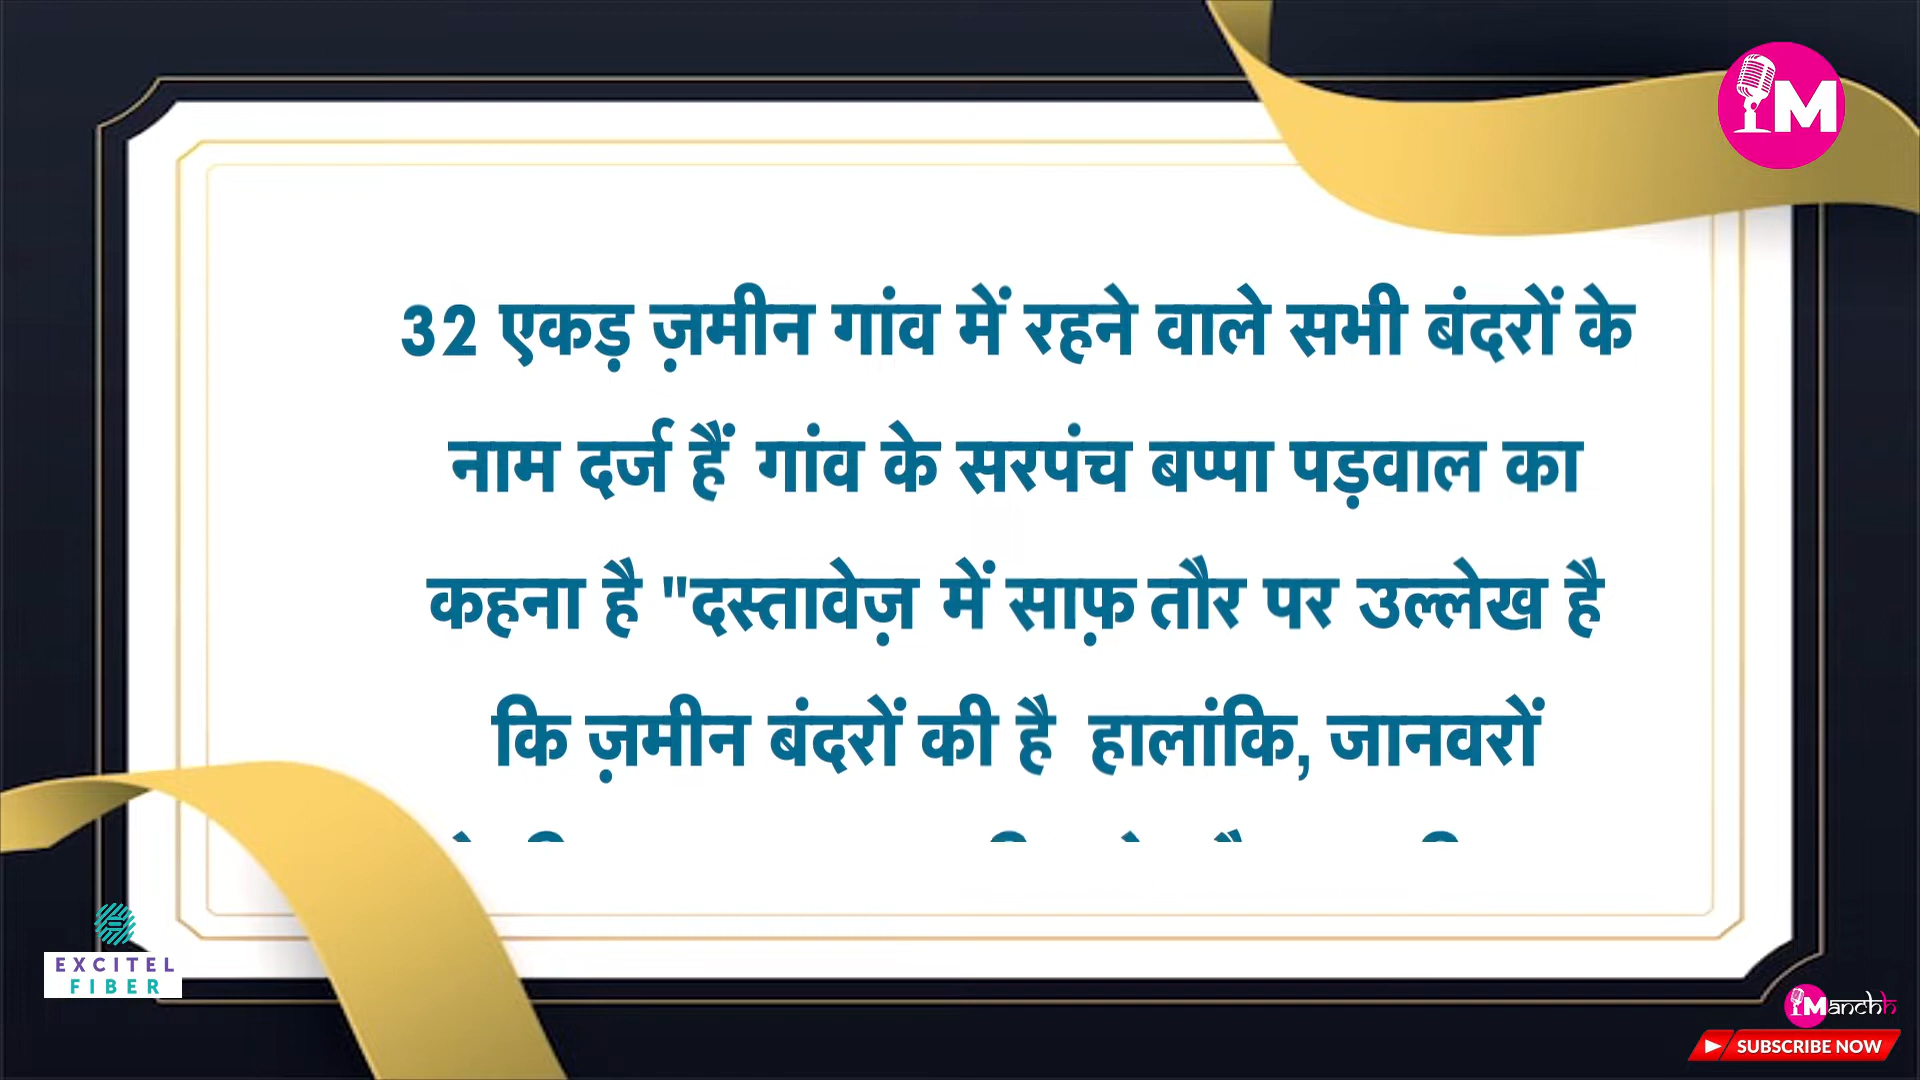 M
32 एकड़ ज़मीन गांव में रहने वाले सभी बंदरों के
नाम दर्ज हैं गांव के सरपंच बप्पा पड़वाल का
कहना है "दस्तावेज़ में साफ़ तौर पर उल्लेख है
कि ज़मीन बंदरों की है हालांकि, जानवरों
EXCITEL
FIBER
Manchh
SUBSCRIBE NOW